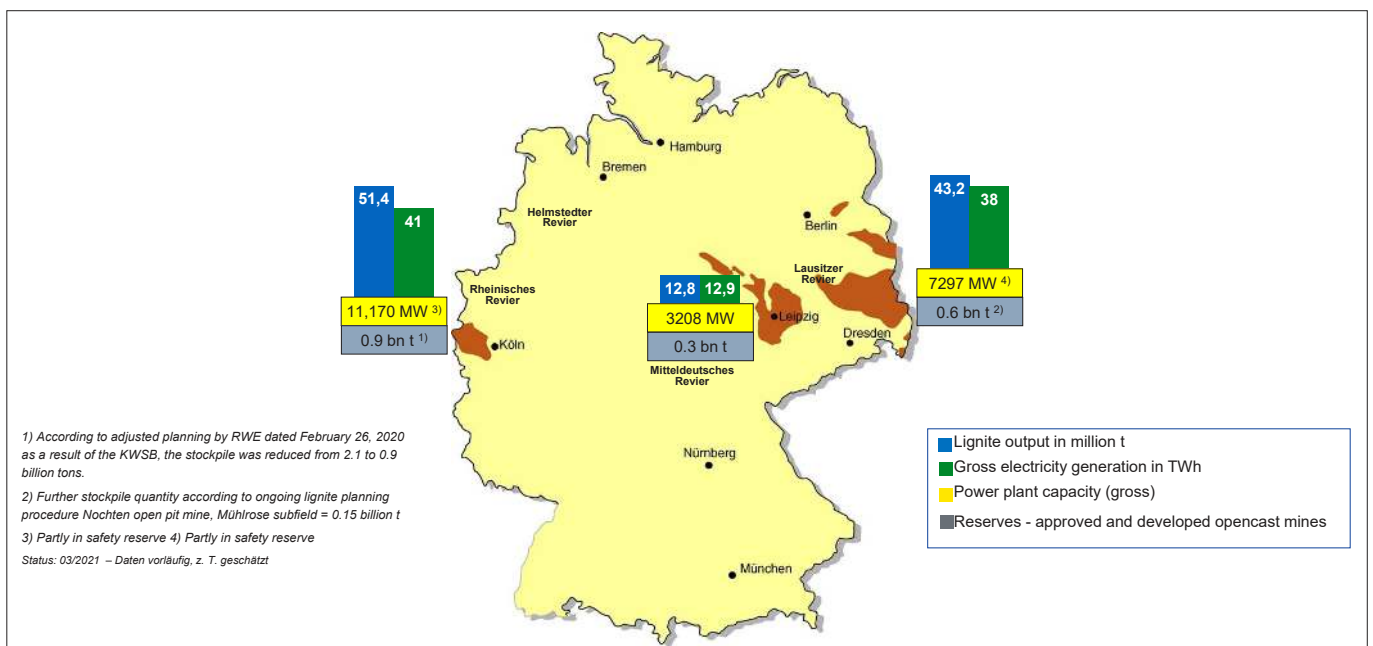 Hamburg
Bremen
51,4
41
43,2
38
Helmstedter
Revier
Berlin
Rheinisches
Revier
Lausitzer
Revier
12,8
12,9
7297 MW 4)
11,170 MW 3)
3208 MW
0.6 bn t 2)
Leipzig
0.9 bn t 1)
Köln
0.3 bn t
Dresden
Mitteldeutsches
Revier
1) According to adjusted planning by RWE dated February 26, 2020
as a result of the KWSB, the stockpile was reduced from 2.1 to 0.9
billion tons.
2) Further stockpile quantity according to ongoing lignite planning
procedure Nochten open pit mine, Mühlrose subfield = 0.15 billion t
3) Partly in safety reserve 4) Partly in safety reserve
Status: 03/2021 – Daten vorläufig, z. T. geschätzt
Nürnberg
München
Lignite output in million t
Gross electricity generation in TWh
Power plant capacity (gross)
Reserves - approved and developed opencast mines